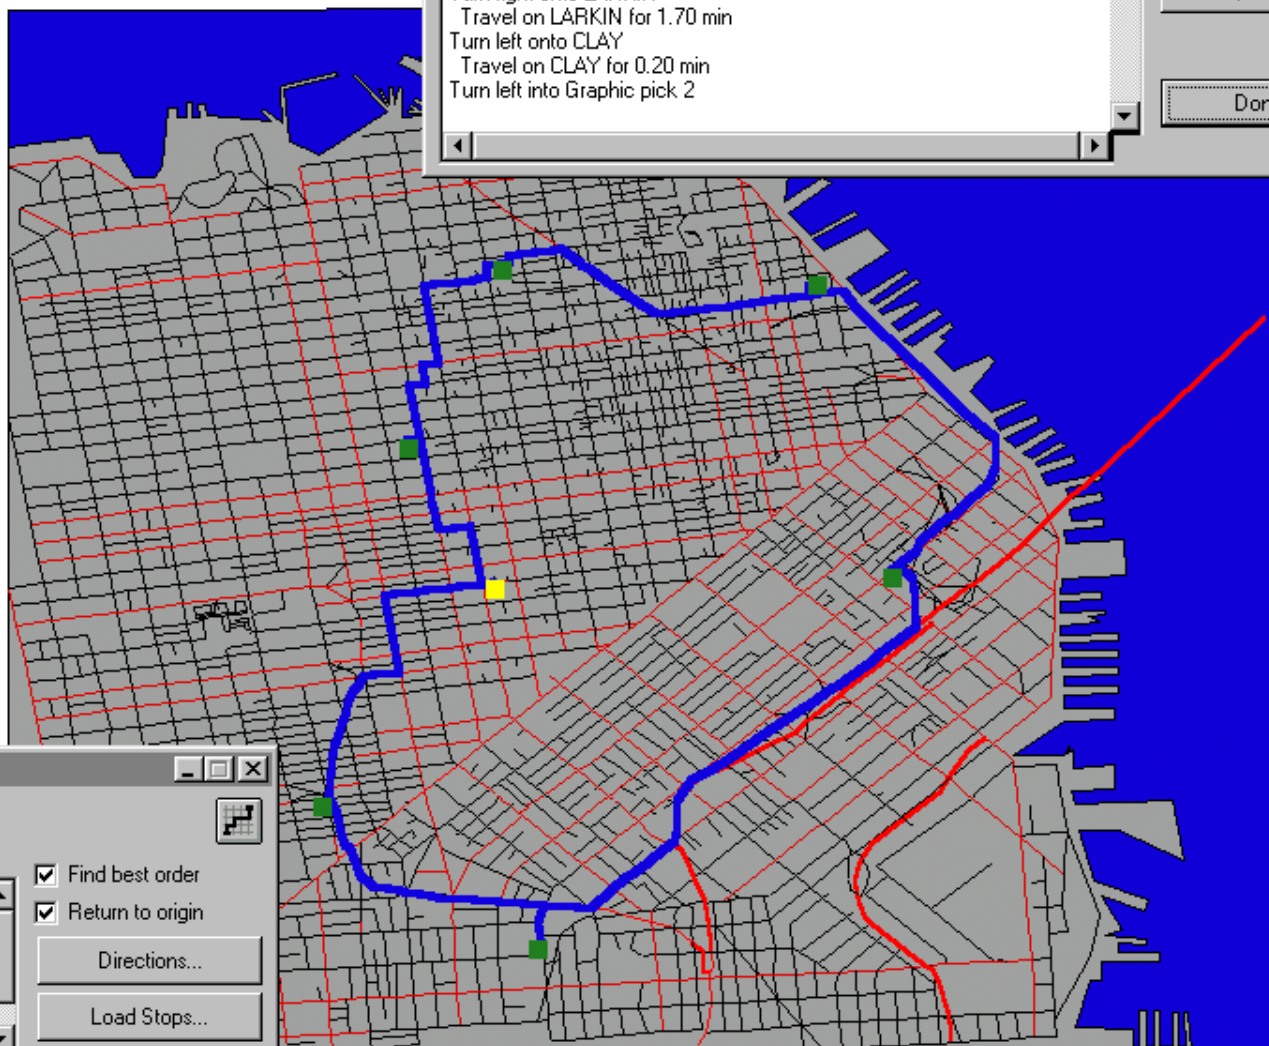 Travel on LARKIN for 1.70 min
Turn left onto CLAY
Travel on CLAY for 0.20 min
Turn left into Graphic pick 2
Find best order
Return to origin
Directions...
Load Stops...